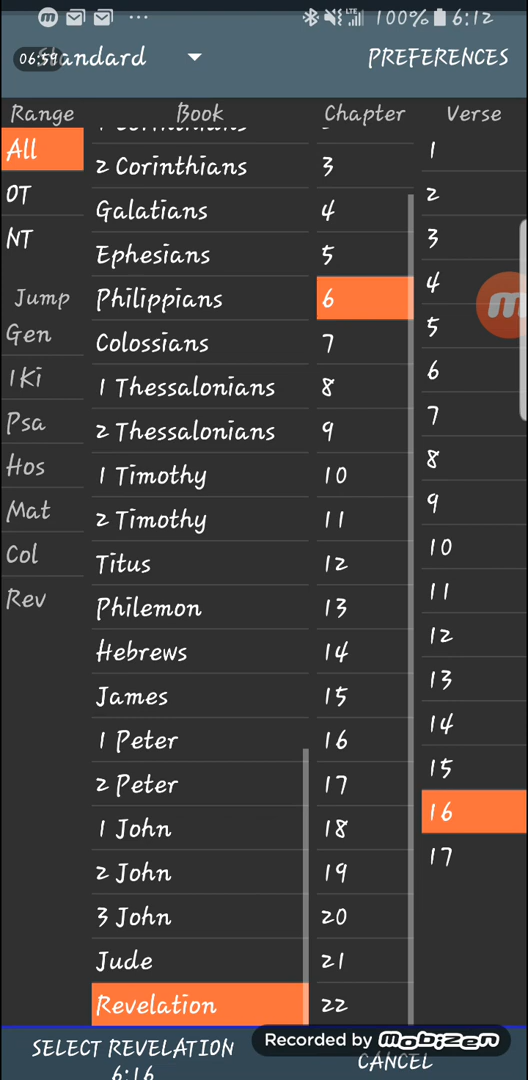 100% 6:12
06:59
Standard
PREFERENCES
Range Book Chapter Verse
All
OT
NT
Jump
Gen
1Ki
Psa
Hos
Mat
Col
Rev
2 Corinthians
Galatians
Ephesians
Philippians
Colossians
1 Thessalonians
2 Thessalonians
1 Timothy
2 Timothy
Titus
Philemon
Hebrews
James
1 Peter
2 Peter
1 John
2 John
3 John
Jude
Revelation
3
4
5
6
7
8
9
10
11
12
13
14
15
16
17
18
19
20
21
22
1
2
3
4
5
6
7
8
9
10
11
12
13
14
15
16
17
SELECT REVELATION
6:16
Recorded by mobizen
CANCEL